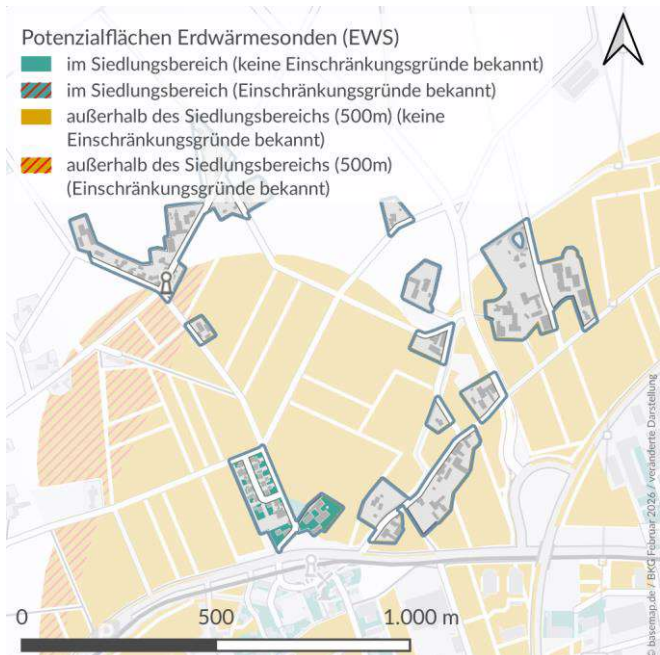 Potenzialflächen Erdwärmesonden (EWS)
im Siedlungsbereich (keine Einschränkungsgründe bekannt)
im Siedlungsbereich (Einschränkungsgründe bekannt)
außerhalb des Siedlungsbereichs (500m) (keine
Einschränkungsgründe bekannt)
außerhalb des Siedlungsbereichs (500m)
(Einschränkungsgründe bekannt)
0 500 1.000 m
© basemap.de / BKG Februar 2026 / veränderte Darstellung